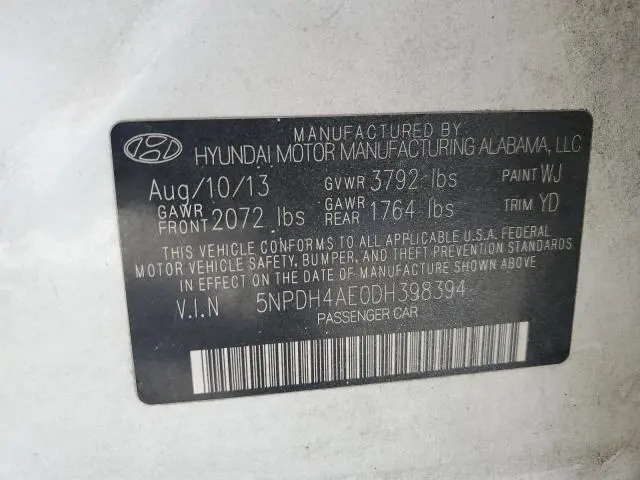 MANUFACTURED BY
HYUNDAI MOTOR MANUFACTURING ALABAMA, LLC
Aug/10/13 GVWR 3792 lbs PAINT WJ
GAWR FRONT 2072 lbs GAWR REAR 1764 lbs TRIM YD
THIS VEHICLE CONFORMS TO ALL APPLICABLE U.S.A. FEDERAL
MOTOR VEHICLE SAFETY, BUMPER, AND THEFT PREVENTION STANDARDS
IN EFFECT ON THE DATE OF MANUFACTURE SHOWN ABOVE
V.I.N 5NPDH4AE0DH398394
PASSENGER CAR